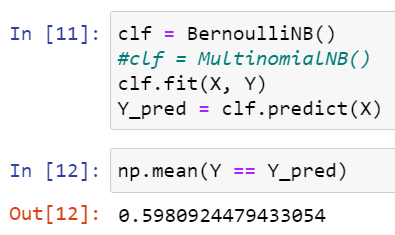 In [11]: clf = BernoulliNB()
#clf = MultinomialNB()
clf.fit(X, Y)
Y_pred = clf.predict(X)
In [12]: np.mean(Y == Y_pred)
Out[12]: 0.5980924479433054